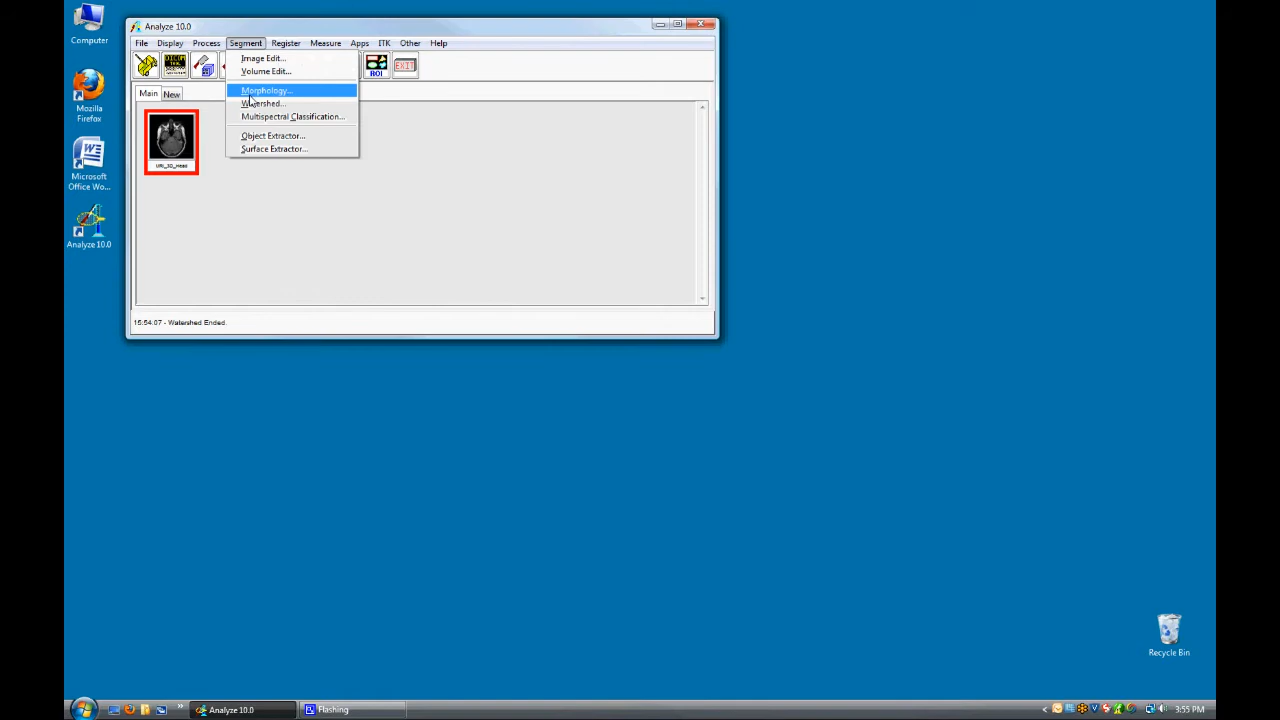 Computer
Mozilla
Firefox
Microsoft
Office Wo...
Analyze 10.0
Analyze 10.0
File Display Process Segment Register Measure Apps ITK Other Help
Image Edit...
Volume Edit...
Morphology...
Watershed...
Multispectral Classification...
Object Extractor...
Surface Extractor...
ROI
EXIT
Main New
MRI_3D_Head
15:54:07 - Watershed Ended.
Recycle Bin
Analyze 10.0
Flashing
3:55 PM